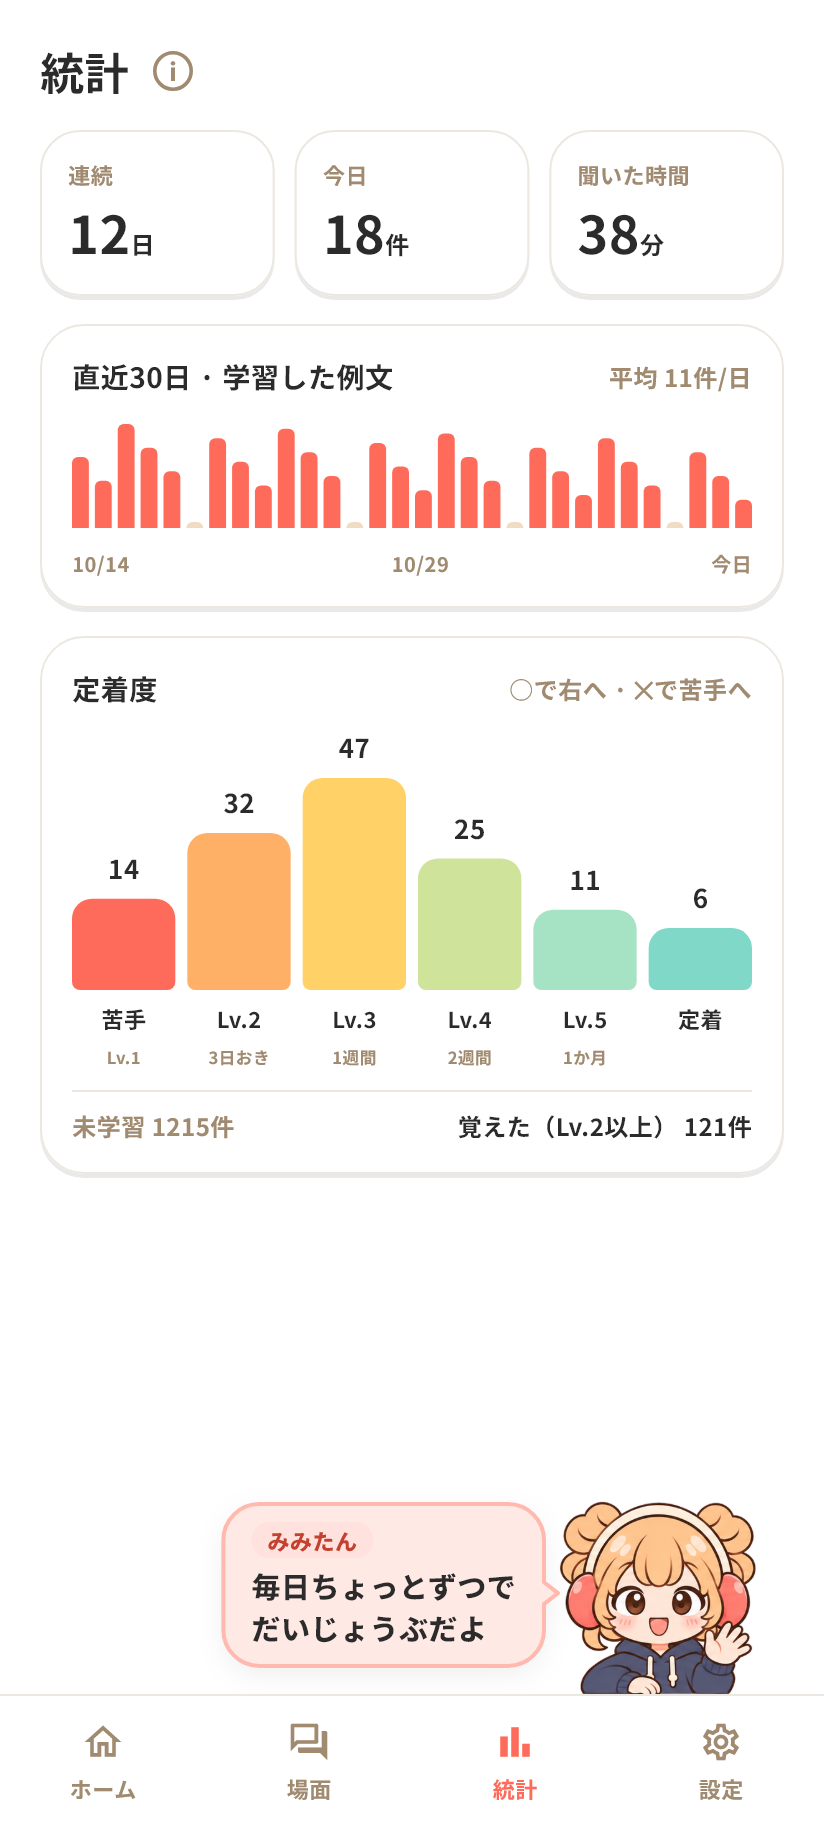 統計
連続
12日
今日
18件
聞いた時間
38分
直近30日・学習した例文
平均 11件/日
10/14
10/29
今日
定着度
○で右へ・×で苦手へ
14
32
47
25
11
6
苦手
Lv.2
Lv.3
Lv.4
Lv.5
定着
Lv.1
3日おき
1週間
2週間
1か月
未学習 1215件
覚えた（Lv.2以上） 121件
みみたん
毎日ちょっとずつで
だいじょうぶだよ
ホーム
場面
統計
設定